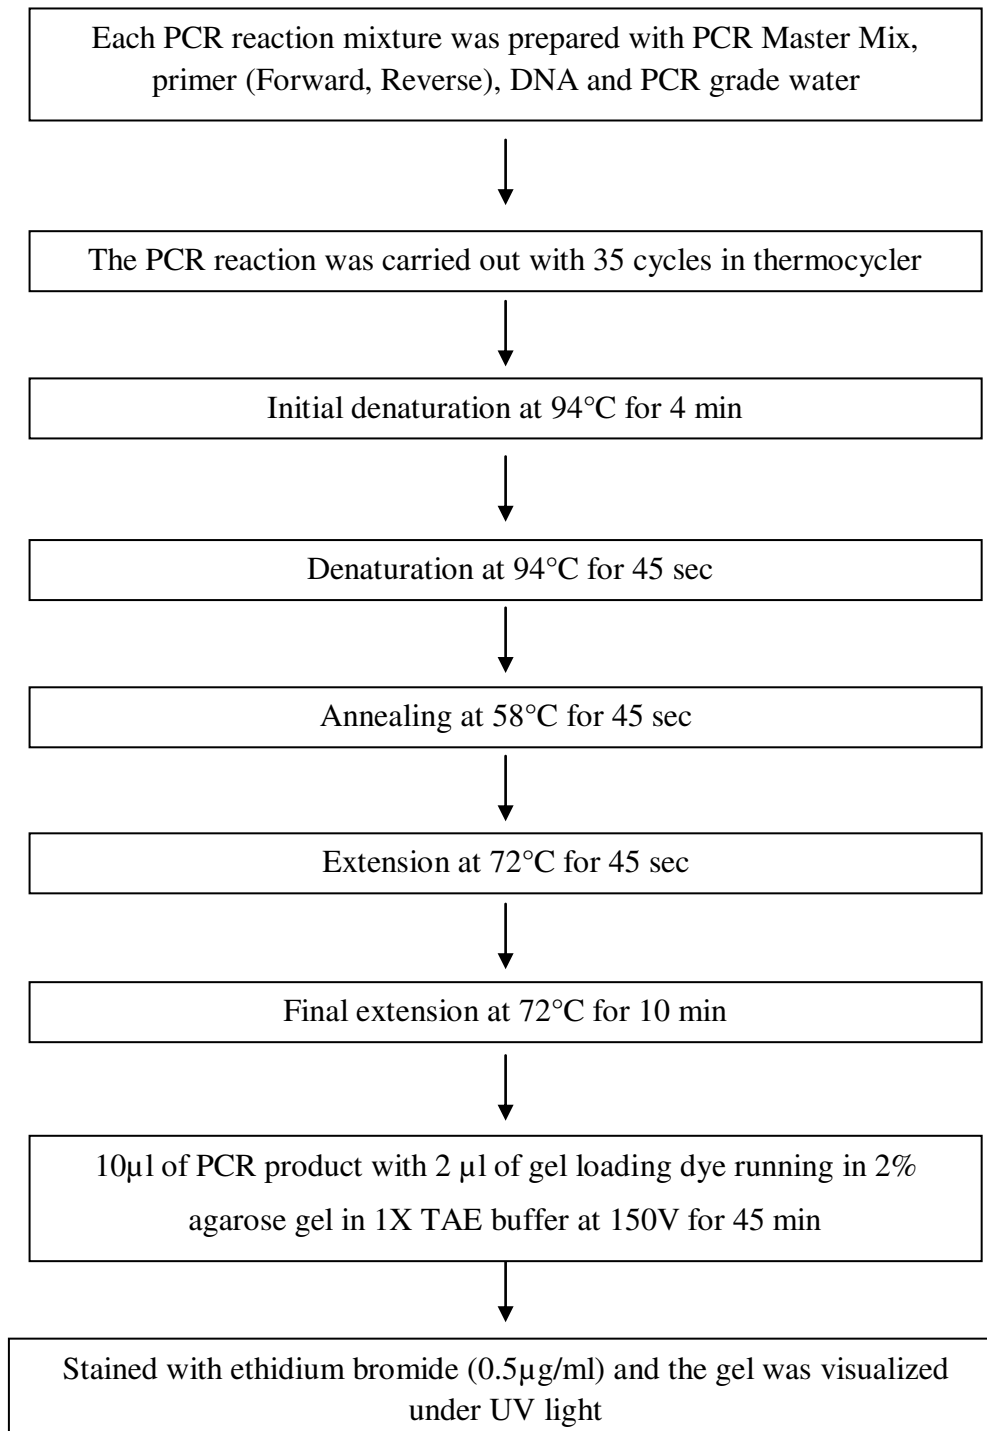 Each PCR reaction mixture was prepared with PCR Master Mix,
primer (Forward, Reverse), DNA and PCR grade water
The PCR reaction was carried out with 35 cycles in thermocycler
Initial denaturation at 94°C for 4 min
Denaturation at 94°C for 45 sec
Annealing at 58°C for 45 sec
Extension at 72°C for 45 sec
Final extension at 72°C for 10 min
10µl of PCR product with 2 µl of gel loading dye running in 2%
agarose gel in 1X TAE buffer at 150V for 45 min
Stained with ethidium bromide (0.5µg/ml) and the gel was visualized
under UV light